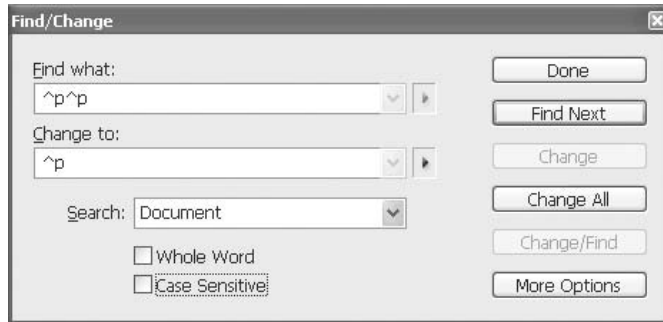 Find/Change
Find what:
^p^p
Change to:
^p
Search: Document
Whole Word
Case Sensitive
Done
Find Next
Change
Change All
Change/Find
More Options